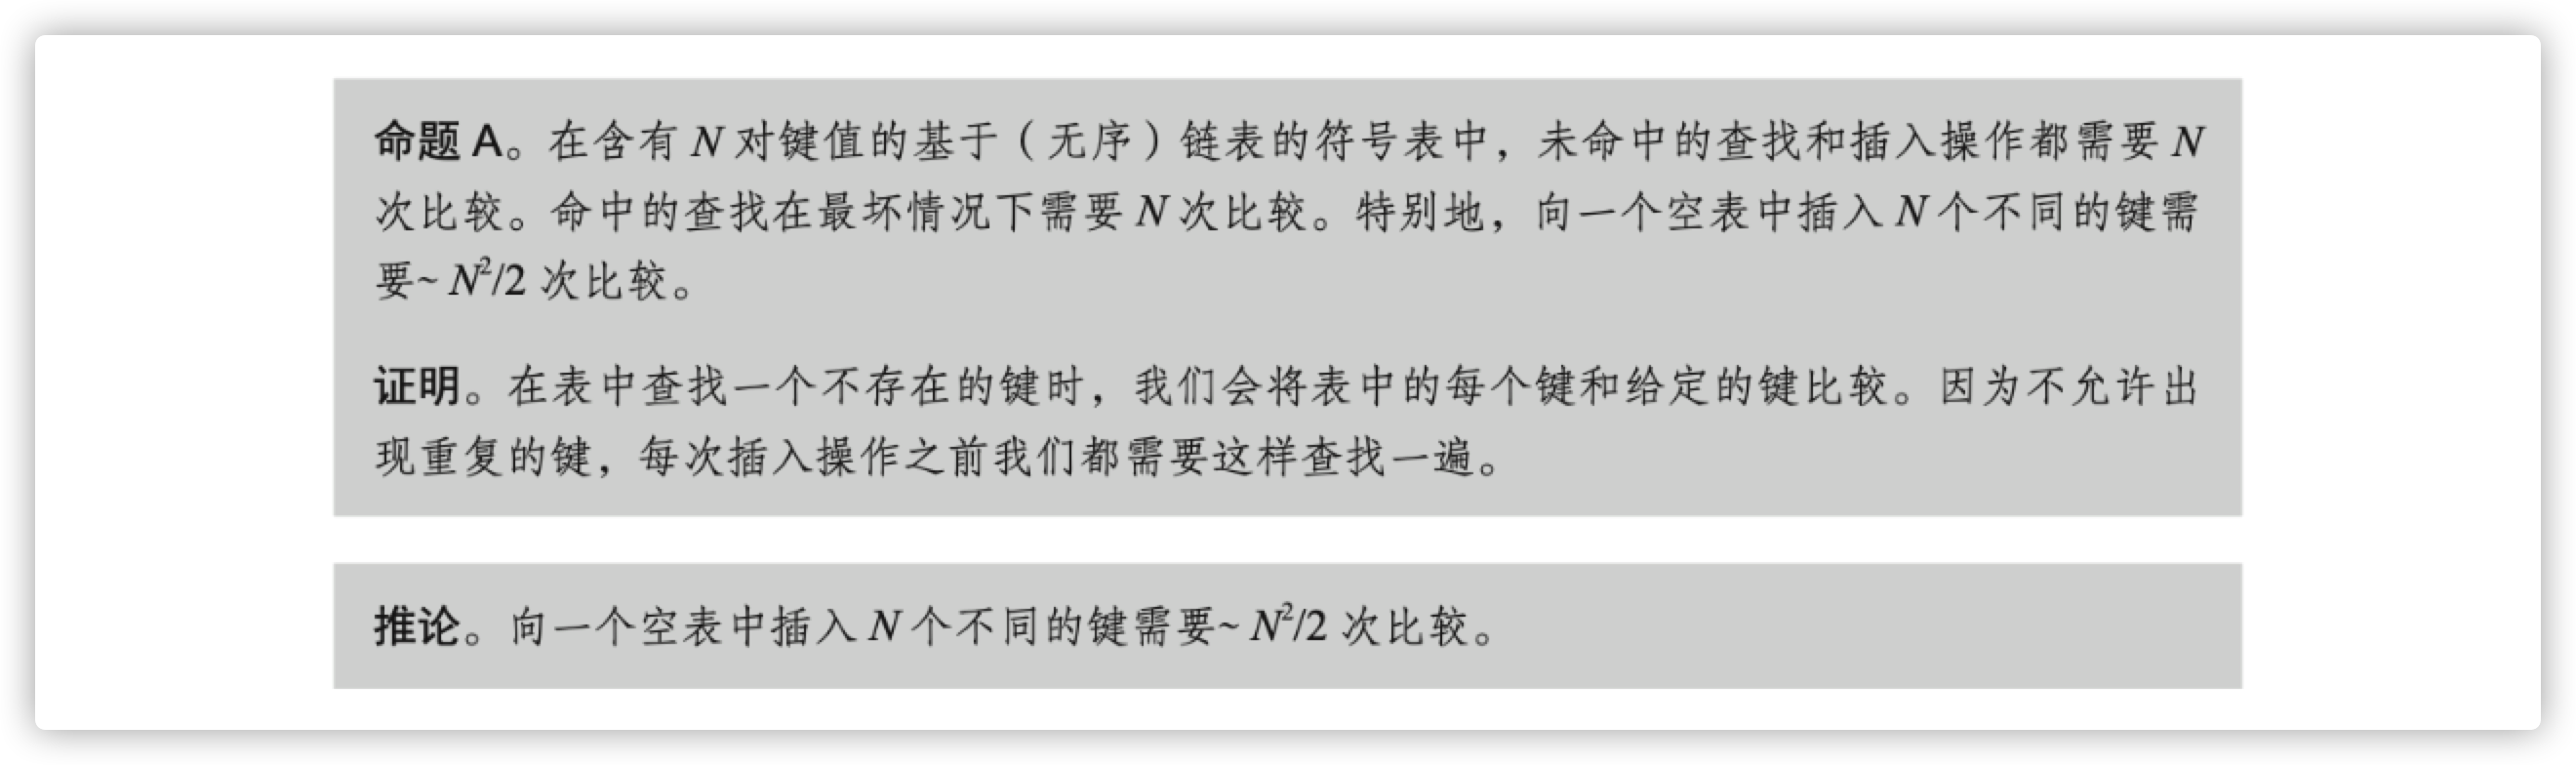 命题 A。在含有 N 对键值的基于（无序）链表的符号表中，未命中的查找和插入操作都需要 N
次比较。命中的查找在最坏情况下需要 N 次比较。特别地，向一个空表中插入 N 个不同的键需
要~ N²/2 次比较。
证明。在表中查找一个不存在的键时，我们会将表中的每个键和给定的键比较。因为不允许出
现重复的键，每次插入操作之前我们都需要这样查找一遍。
推论。向一个空表中插入 N 个不同的键需要~ N²/2 次比较。